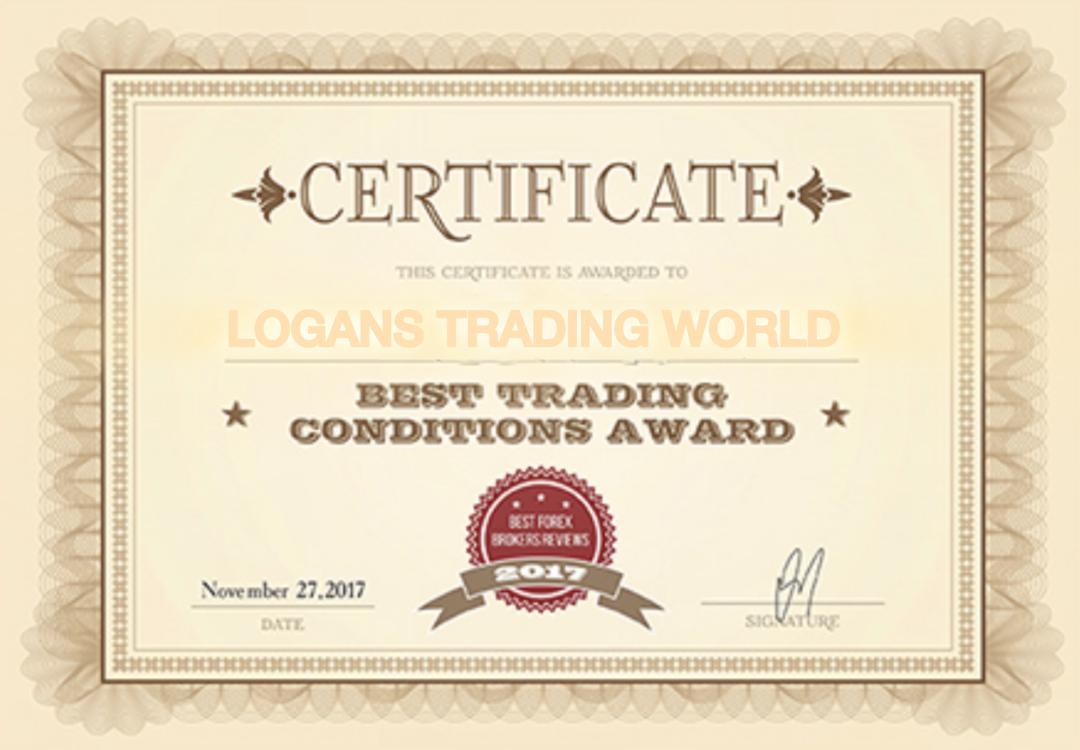 CERTIFICATE
THIS CERTIFICATE IS AWARDED TO
LOGANS TRADING WORLD
BEST TRADING
CONDITIONS AWARD
BEST FOREX
BROKERS REVIEWS
2017
November 27,2017
DATE
SIGNATURE